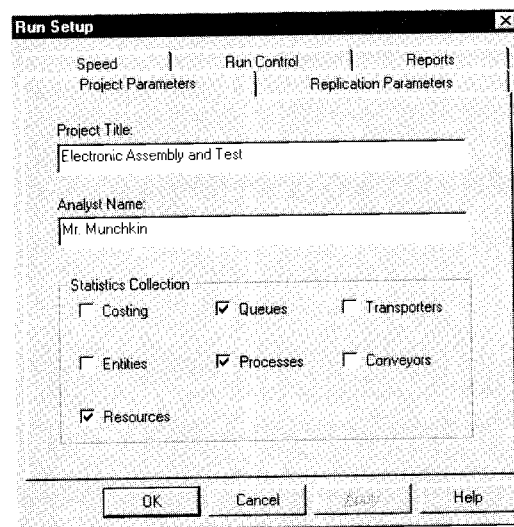 Run Setup
Speed Run Control Reports
Project Parameters Replication Parameters
Project Title:
Electronic Assembly and Test
Analyst Name:
Mr. Munchkin
Statistics Collection
Costing Queues Transporters
Entities Processes Conveyors
Resources
OK Cancel Apply Help